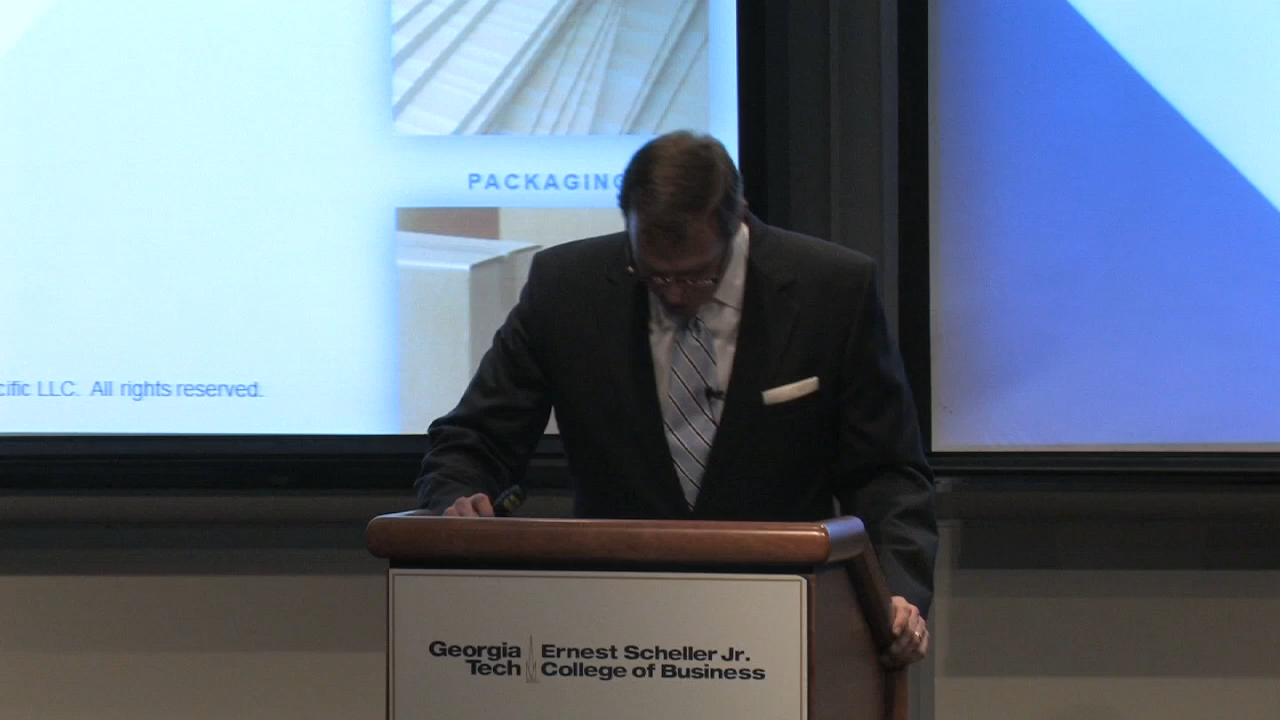 PACKAGING
cific LLC. All rights reserved.
Georgia Tech
Ernest Scheller Jr.
College of Business